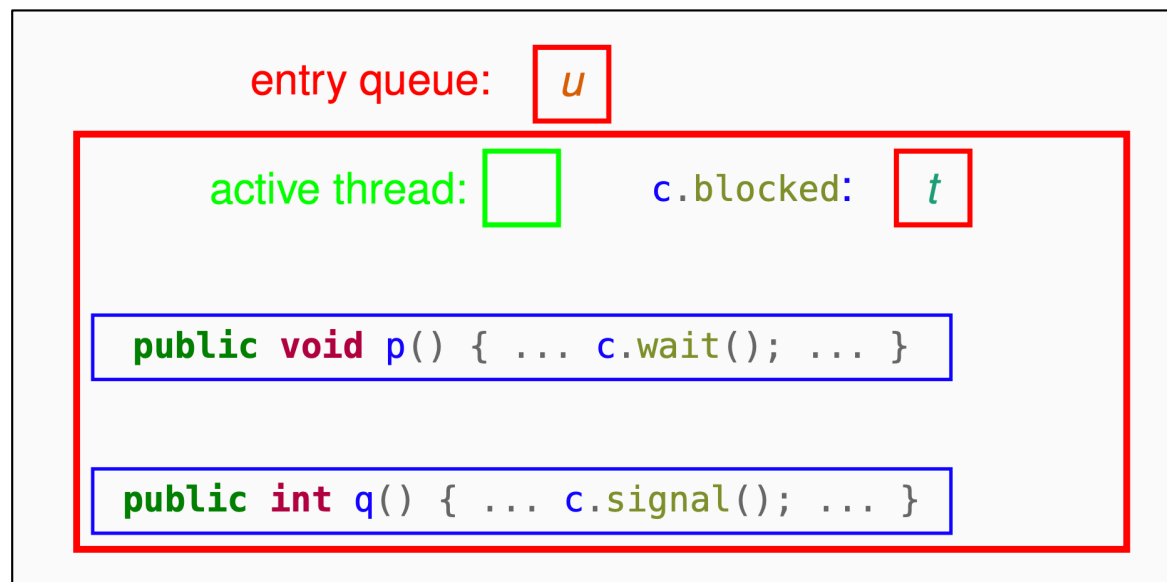 entry queue: u
active thread: c.blocked: t
public void p() { ... c.wait(); ... }
public int q() { ... c.signal(); ... }